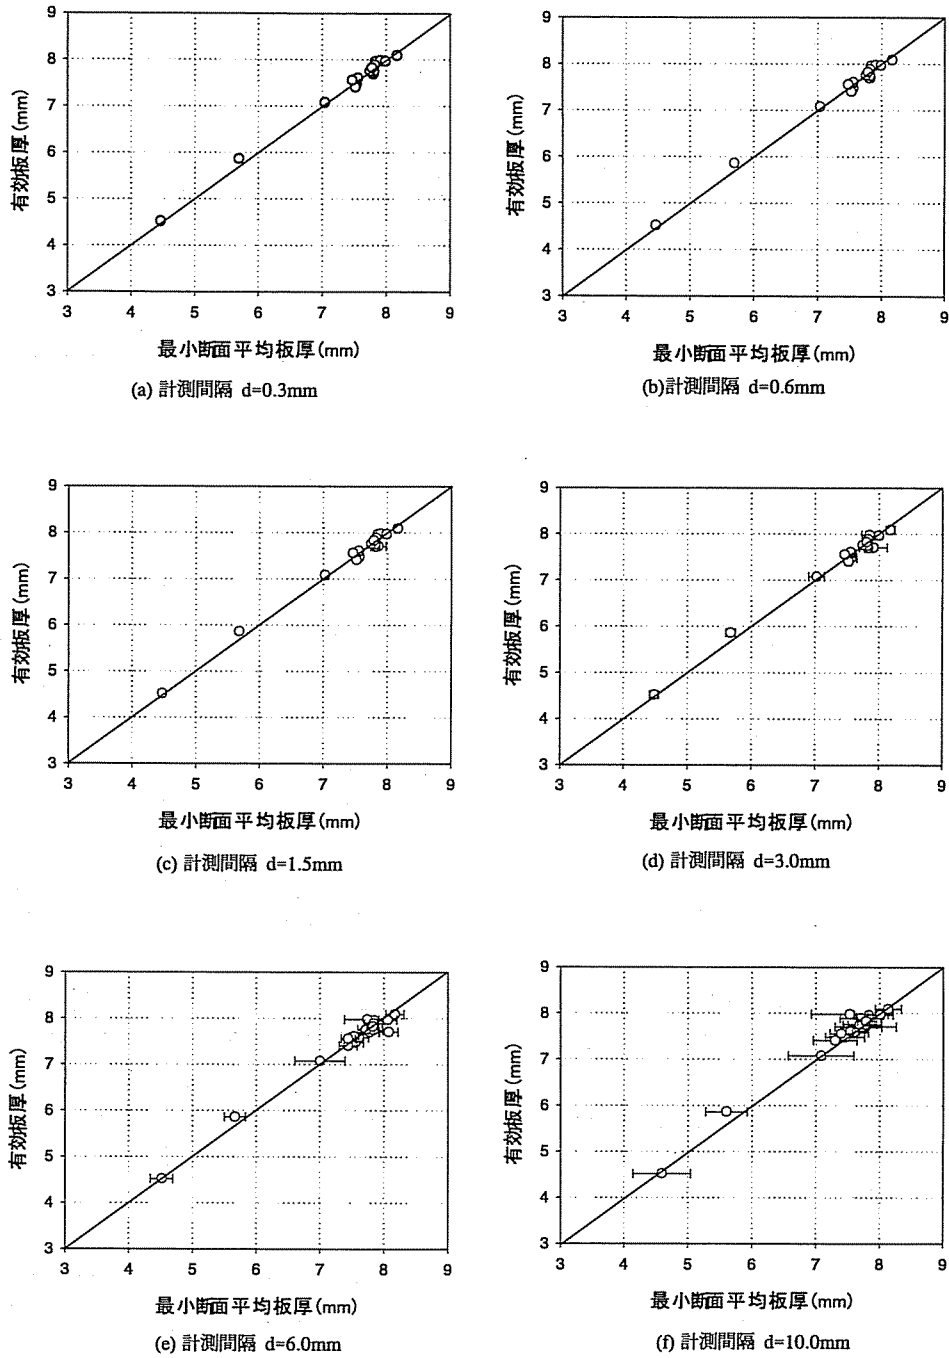 9
8
7
6
5
4
3
有効板厚(mm)
3 4 5 6 7 8 9
最小断面平均板厚(mm)
(a) 計測間隔 d=0.3mm
9
8
7
6
5
4
3
有効板厚(mm)
3 4 5 6 7 8 9
最小断面平均板厚(mm)
(b)計測間隔 d=0.6mm
9
8
7
6
5
4
3
有効板厚(mm)
3 4 5 6 7 8 9
最小断面平均板厚(mm)
(c) 計測間隔 d=1.5mm
9
8
7
6
5
4
3
有効板厚(mm)
3 4 5 6 7 8 9
最小断面平均板厚(mm)
(d) 計測間隔 d=3.0mm
9
8
7
6
5
4
3
有効板厚(mm)
3 4 5 6 7 8 9
最小断面平均板厚(mm)
(e) 計測間隔 d=6.0mm
9
8
7
6
5
4
3
有効板厚(mm)
3 4 5 6 7 8 9
最小断面平均板厚(mm)
(f) 計測間隔 d=10.0mm